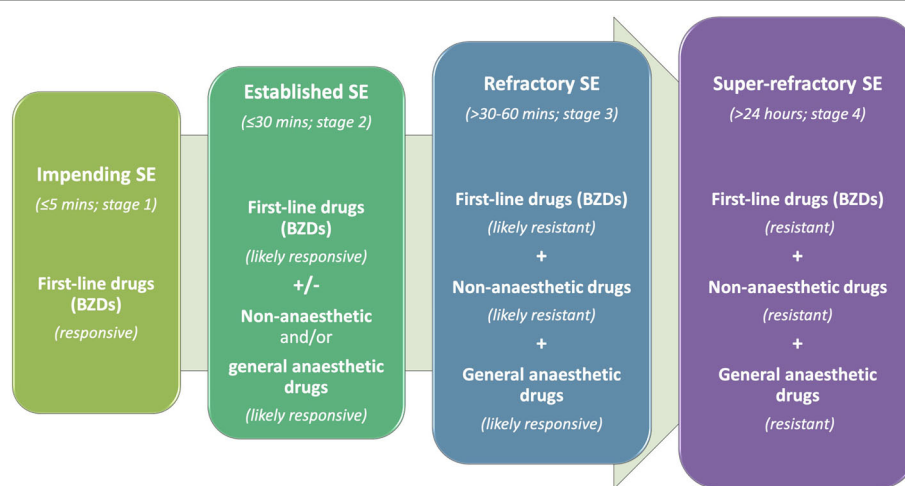 Impending SE
(≤5 mins; stage 1)
First-line drugs
(BZDs)
(responsive)
Established SE
(≤30 mins; stage 2)
First-line drugs
(BZDs)
(likely responsive)
+/-
Non-anaesthetic
and/or
general anaesthetic
drugs
(likely responsive)
Refractory SE
(>30-60 mins; stage 3)
First-line drugs (BZDs)
(likely resistant)
+
Non-anaesthetic drugs
(likely resistant)
+
General anaesthetic
drugs
(likely responsive)
Super-refractory SE
(>24 hours; stage 4)
First-line drugs (BZDs)
(resistant)
+
Non-anaesthetic drugs
(resistant)
+
General anaesthetic
drugs
(resistant)